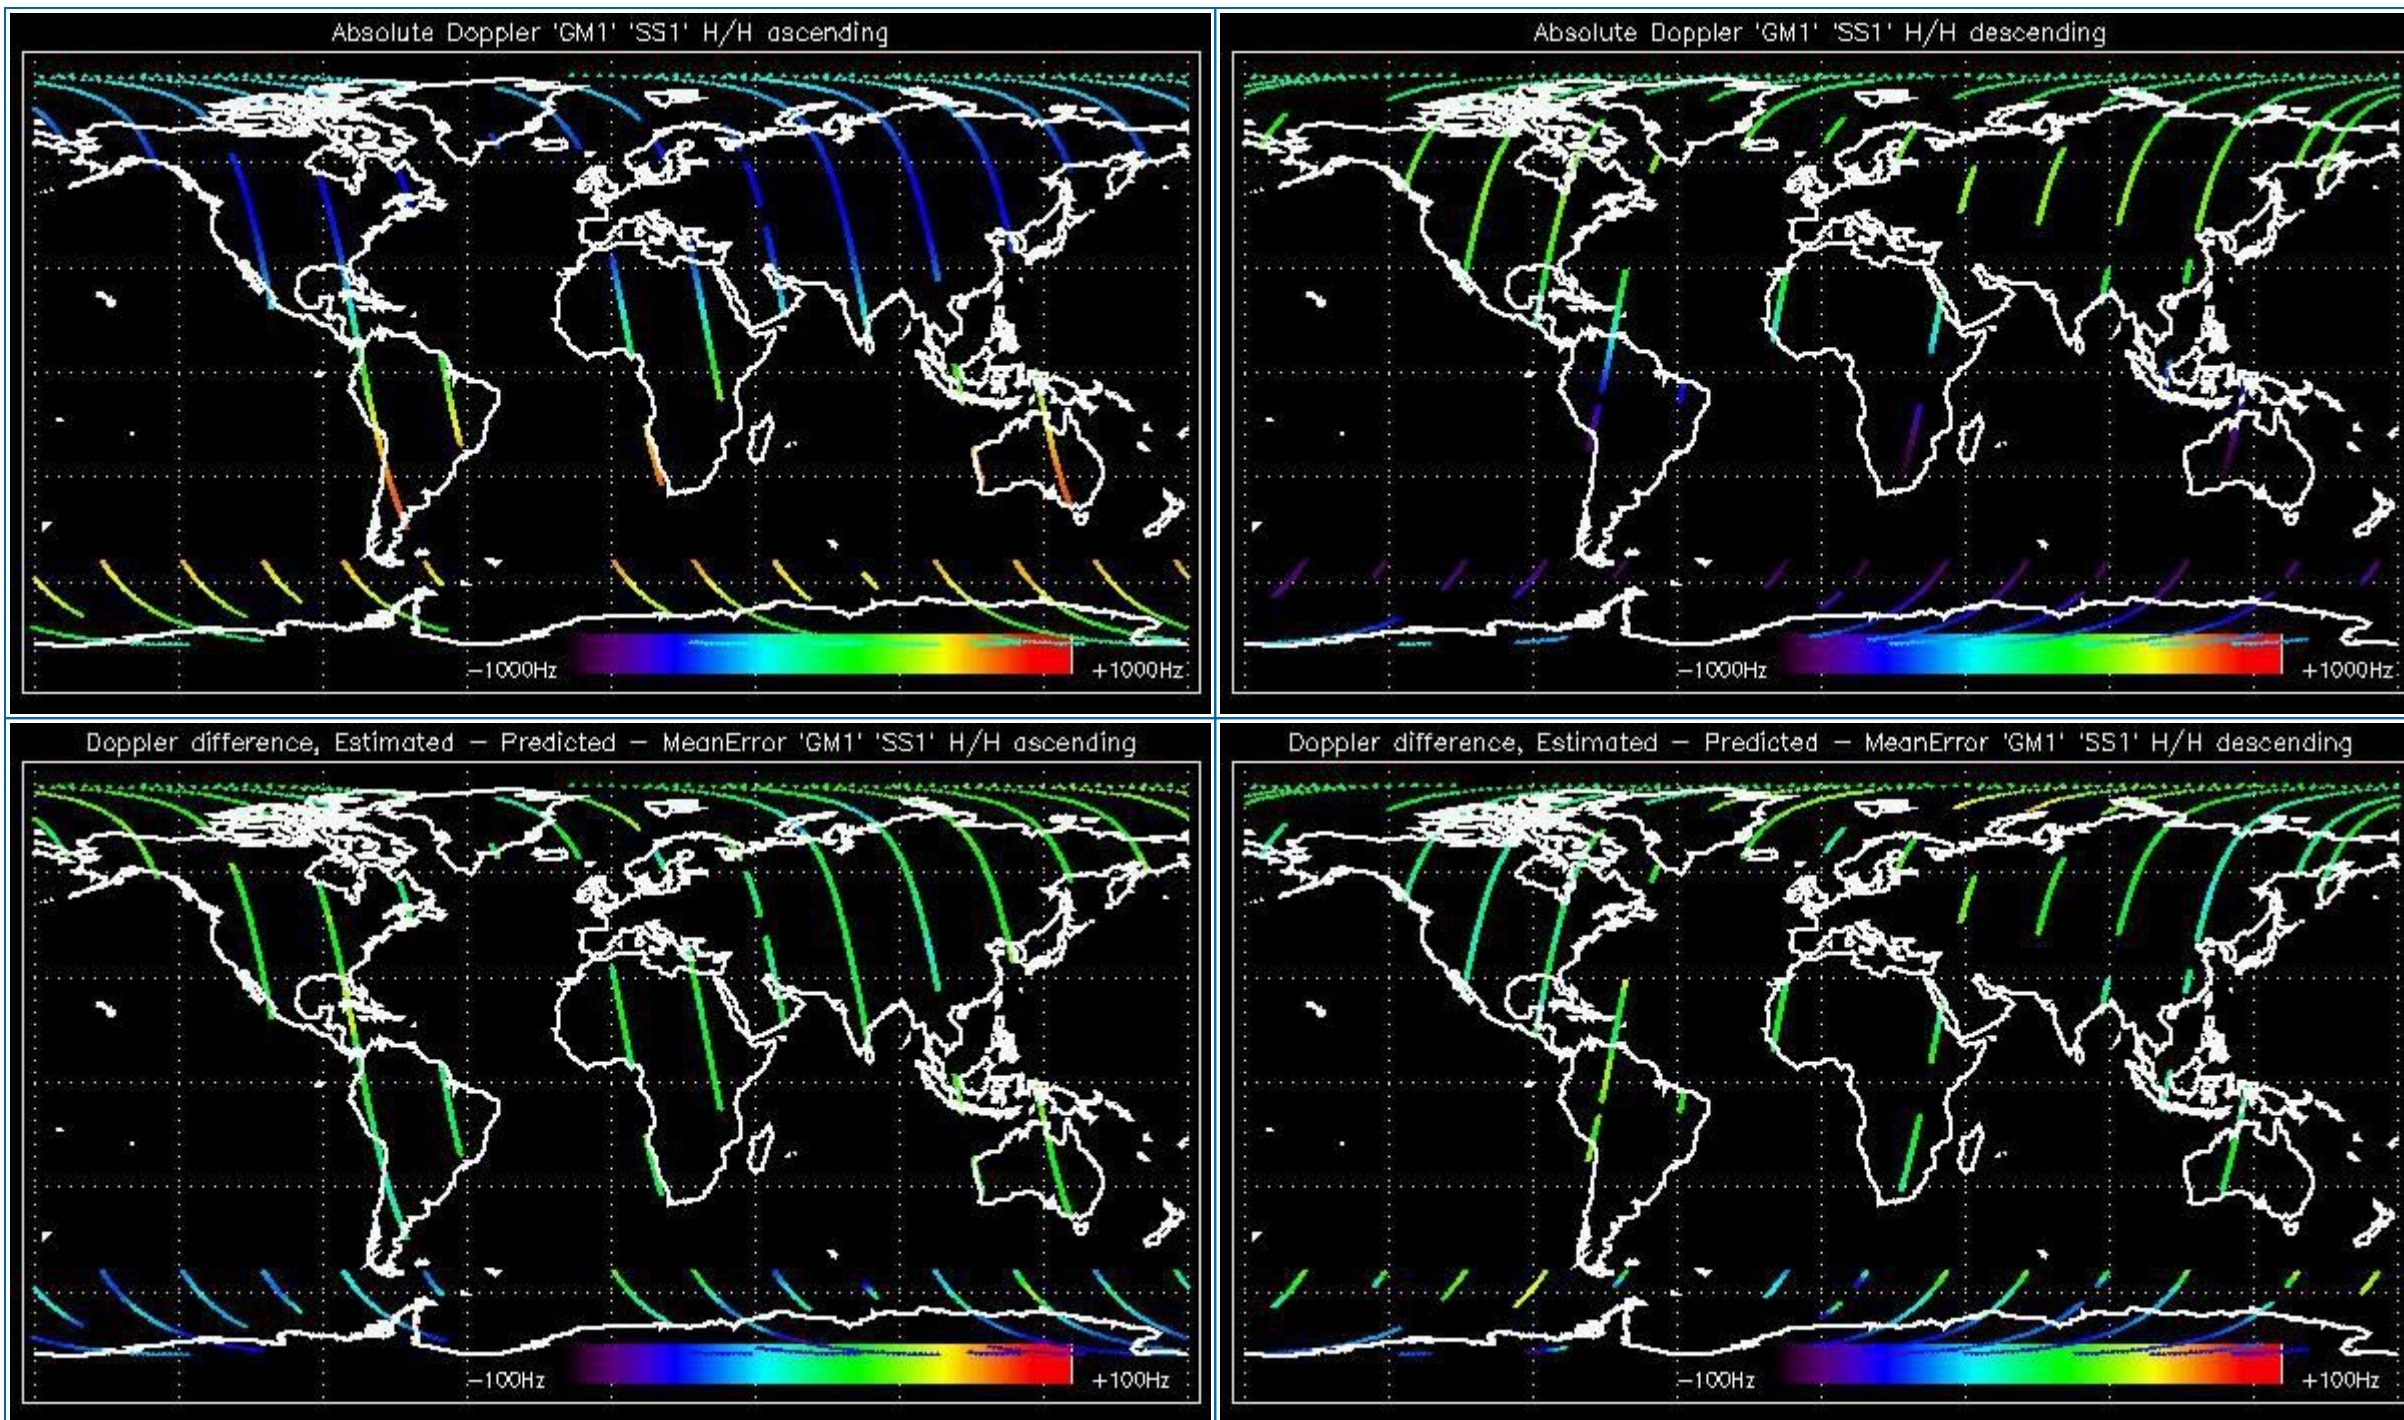 Absolute Doppler 'GM1' 'SS1' H/H ascending
−1000Hz
+1000Hz
Absolute Doppler 'GM1' 'SS1' H/H descending
−1000Hz
+1000Hz
Doppler difference, Estimated − Predicted − MeanError 'GM1' 'SS1' H/H ascending
−100Hz
+100Hz
Doppler difference, Estimated − Predicted − MeanError 'GM1' 'SS1' H/H descending
−100Hz
+100Hz